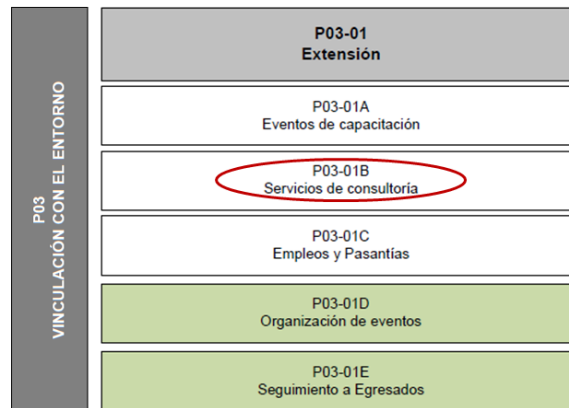 P03
VINCULACIÓN CON EL ENTORNO
P03-01
Extensión
P03-01A
Eventos de capacitación
P03-01B
Servicios de consultoría
P03-01C
Empleos y Pasantías
P03-01D
Organización de eventos
P03-01E
Seguimiento a Egresados